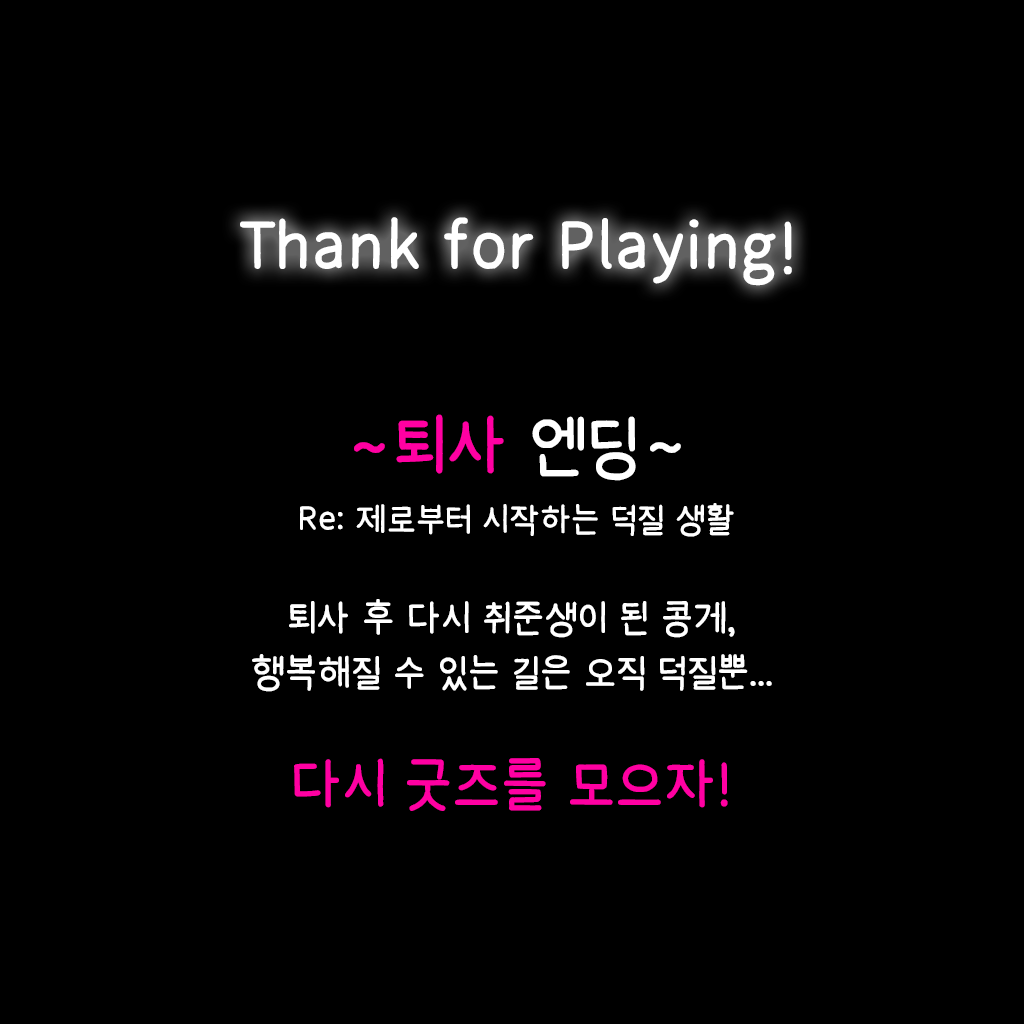 Thank for Playing!
~퇴사 엔딩~
Re: 제로부터 시작하는 덕질 생활
퇴사 후 다시 취준생이 된 콩게,
행복해질 수 있는 길은 오직 덕질뿐...
다시 굿즈를 모으자!